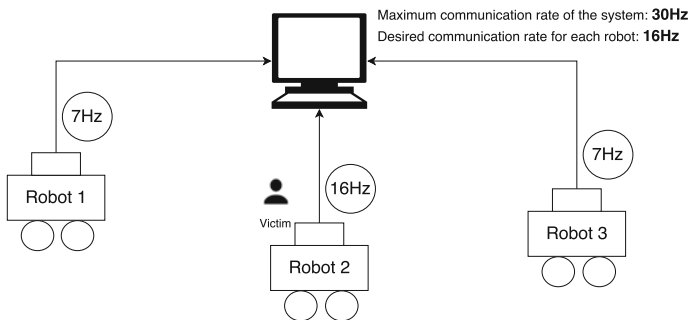 Maximum communication rate of the system: 30Hz
Desired communication rate for each robot: 16Hz
7Hz
7Hz
16Hz
Robot 1
Victim
Robot 3
Robot 2